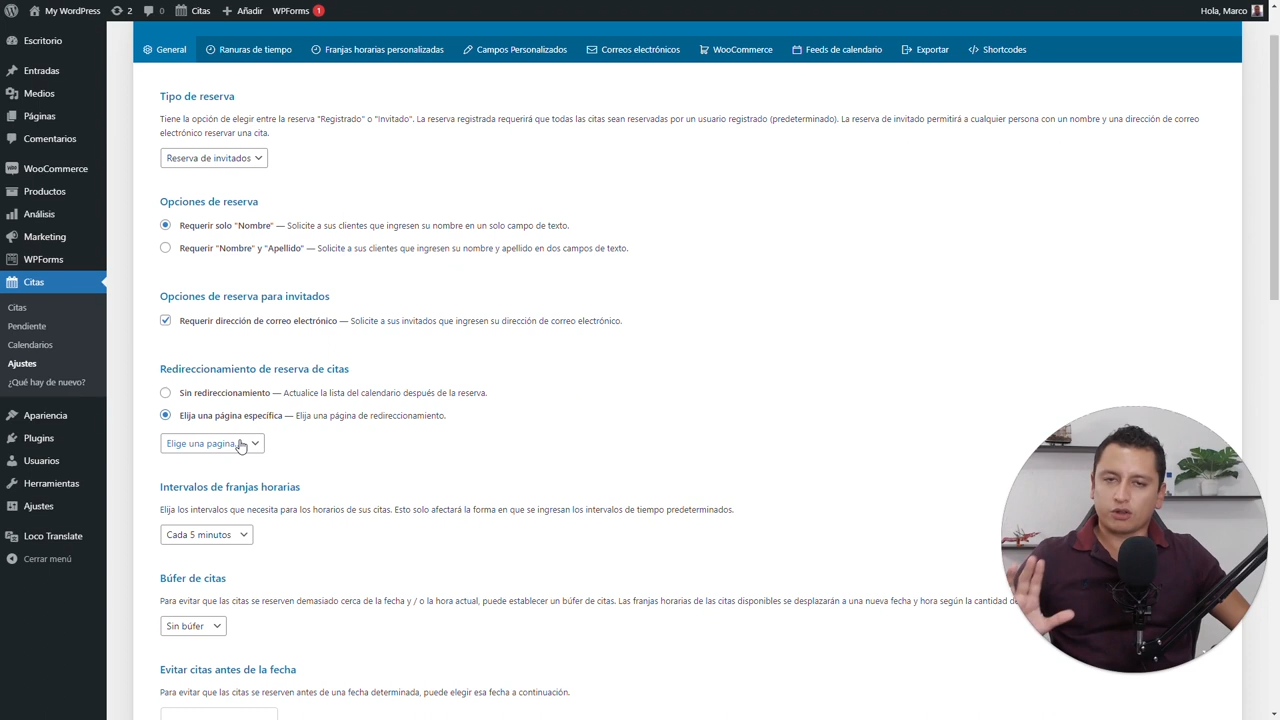 My WordPress
2
0
Citas
Añadir
WPForms
1
Hola, Marco
Escritorio
Entradas
Medios
Páginas
Comentarios
WooCommerce
Productos
Análisis
Marketing
WPForms
Citas
Citas
Pendiente
Calendarios
Ajustes
¿Qué hay de nuevo?
Apariencia
Plugins
Usuarios
Herramientas
Ajustes
Loco Translate
Cerrar menú
General
Ranuras de tiempo
Franjas horarias personalizadas
Campos Personalizados
Correos electrónicos
WooCommerce
Feeds de calendario
Exportar
Shortcodes
Tipo de reserva
Tiene la opción de elegir entre la reserva "Registrado" o "Invitado". La reserva registrada requerirá que todas las citas sean reservadas por un usuario registrado (predeterminado). La reserva de invitado permitirá a cualquier persona con un nombre y una dirección de correo
electrónico reservar una cita.
Reserva de invitados
Opciones de reserva
Requerir solo "Nombre" — Solicite a sus clientes que ingresen su nombre en un solo campo de texto.
Requerir "Nombre" y "Apellido" — Solicite a sus clientes que ingresen su nombre y apellido en dos campos de texto.
Opciones de reserva para invitados
Requerir dirección de correo electrónico — Solicite a sus invitados que ingresen su dirección de correo electrónico.
Redireccionamiento de reserva de citas
Sin redireccionamiento — Actualice la lista del calendario después de la reserva.
Elija una página específica — Elija una página de redireccionamiento.
Elige una pagina
Intervalos de franjas horarias
Elija los intervalos que necesita para los horarios de sus citas. Esto solo afectará la forma en que se ingresan los intervalos de tiempo predeterminados.
Cada 5 minutos
Búfer de citas
Para evitar que las citas se reserven demasiado cerca de la fecha y / o la hora actual, puede establecer un búfer de citas. Las franjas horarias de las citas disponibles se desplazarán a una nueva fecha y hora según la cantidad
Sin búfer
Evitar citas antes de la fecha
Para evitar que las citas se reserven antes de una fecha determinada, puede elegir esa fecha a continuación.